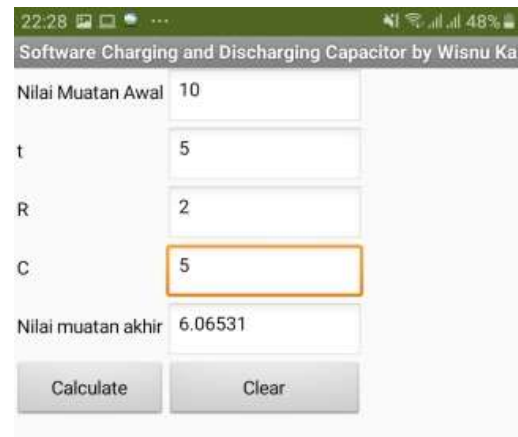 22:28 ... 48%
Software Charging and Discharging Capacitor by Wisnu Ka
Nilai Muatan Awal 10
t 5
R 2
C 5
Nilai muatan akhir 6.06531
Calculate Clear